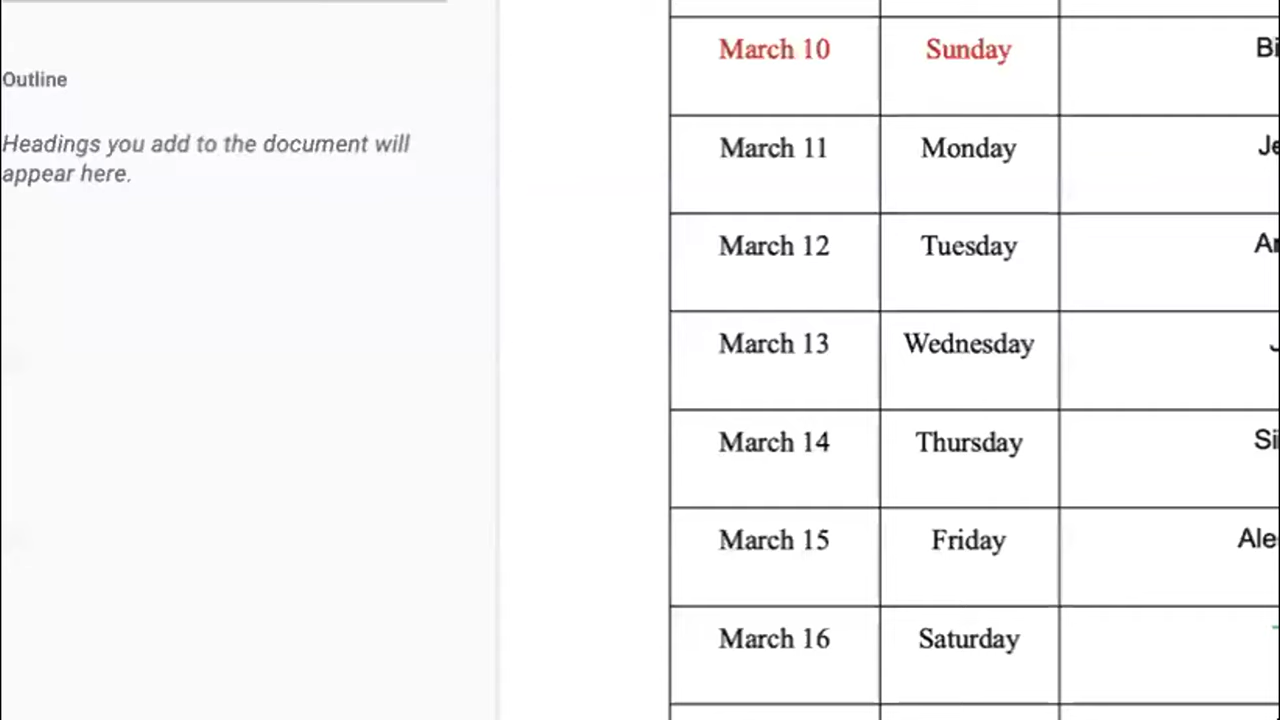 Outline
Headings you add to the document will
appear here.
March 10 Sunday
March 11 Monday
March 12 Tuesday
March 13 Wednesday
March 14 Thursday
March 15 Friday
March 16 Saturday